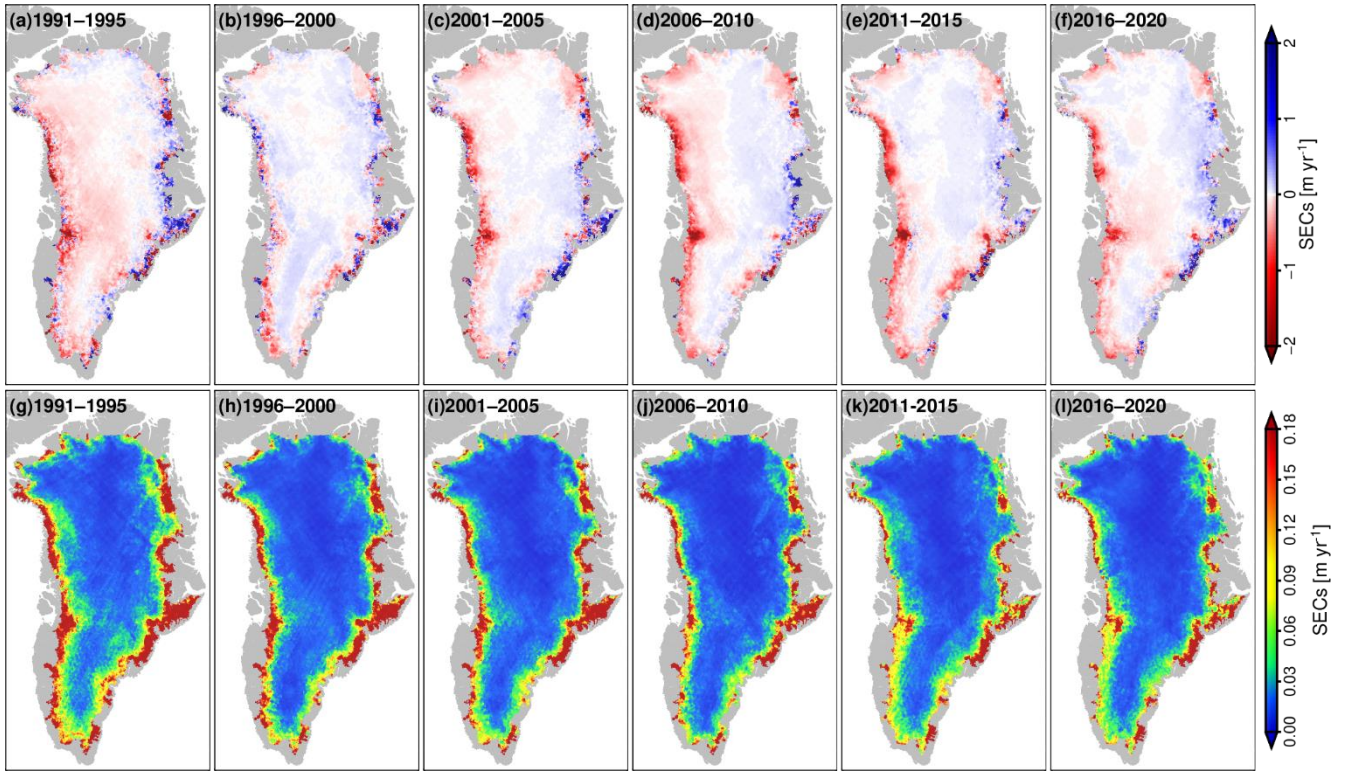 (a)1991–1995
(b)1996–2000
(c)2001–2005
(d)2006–2010
(e)2011–2015
(f)2016–2020
2
1
0
−1
−2
SECs [m yr⁻¹]
(g)1991–1995
(h)1996–2000
(i)2001–2005
(j)2006–2010
(k)2011-2015
(l)2016–2020
0.18
0.15
0.12
0.09
0.06
0.03
0.00
SECs [m yr⁻¹]